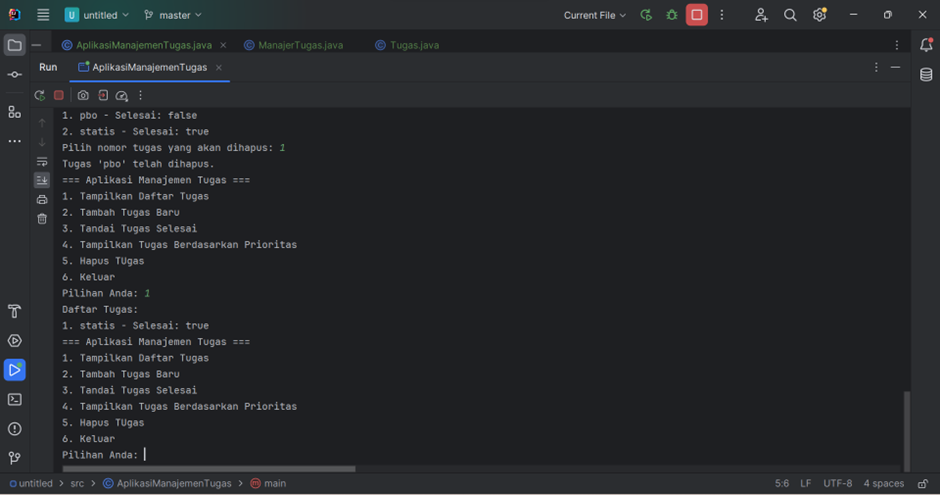 U untitled master Current File
AplikasiManajemenTugas.java ManajerTugas.java Tugas.java
Run AplikasiManajemenTugas
1. pbo - Selesai: false
2. statis - Selesai: true
Pilih nomor tugas yang akan dihapus: 1
Tugas 'pbo' telah dihapus.
=== Aplikasi Manajemen Tugas ===
1. Tampilkan Daftar Tugas
2. Tambah Tugas Baru
3. Tandai Tugas Selesai
4. Tampilkan Tugas Berdasarkan Prioritas
5. Hapus TUgas
6. Keluar
Pilihan Anda: 1
Daftar Tugas:
1. statis - Selesai: true
=== Aplikasi Manajemen Tugas ===
1. Tampilkan Daftar Tugas
2. Tambah Tugas Baru
3. Tandai Tugas Selesai
4. Tampilkan Tugas Berdasarkan Prioritas
5. Hapus TUgas
6. Keluar
Pilihan Anda:
untitled > src > AplikasiManajemenTugas > main 5:6 LF UTF-8 4 spaces